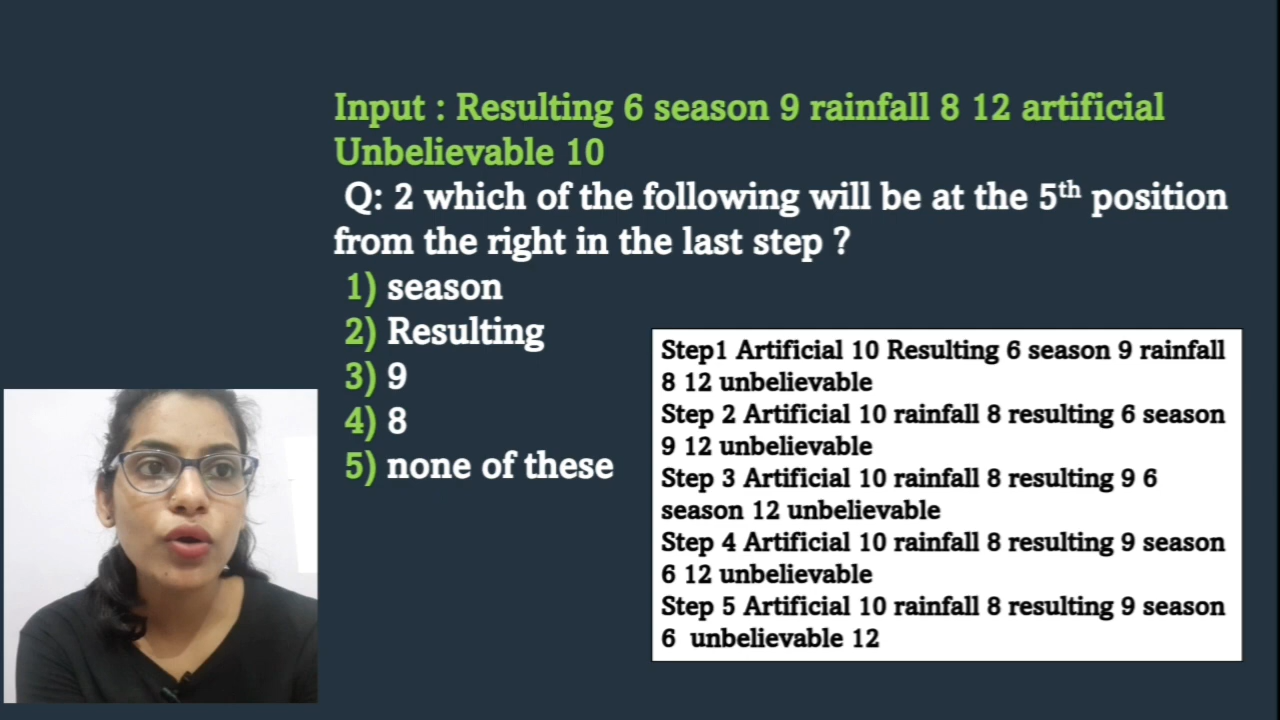 Input : Resulting 6 season 9 rainfall 8 12 artificial
Unbelievable 10
Q: 2 which of the following will be at the 5th position
from the right in the last step ?
1) season
2) Resulting
3) 9
4) 8
5) none of these
Step1 Artificial 10 Resulting 6 season 9 rainfall
8 12 unbelievable
Step 2 Artificial 10 rainfall 8 resulting 6 season
9 12 unbelievable
Step 3 Artificial 10 rainfall 8 resulting 9 6
season 12 unbelievable
Step 4 Artificial 10 rainfall 8 resulting 9 season
6 12 unbelievable
Step 5 Artificial 10 rainfall 8 resulting 9 season
6 unbelievable 12